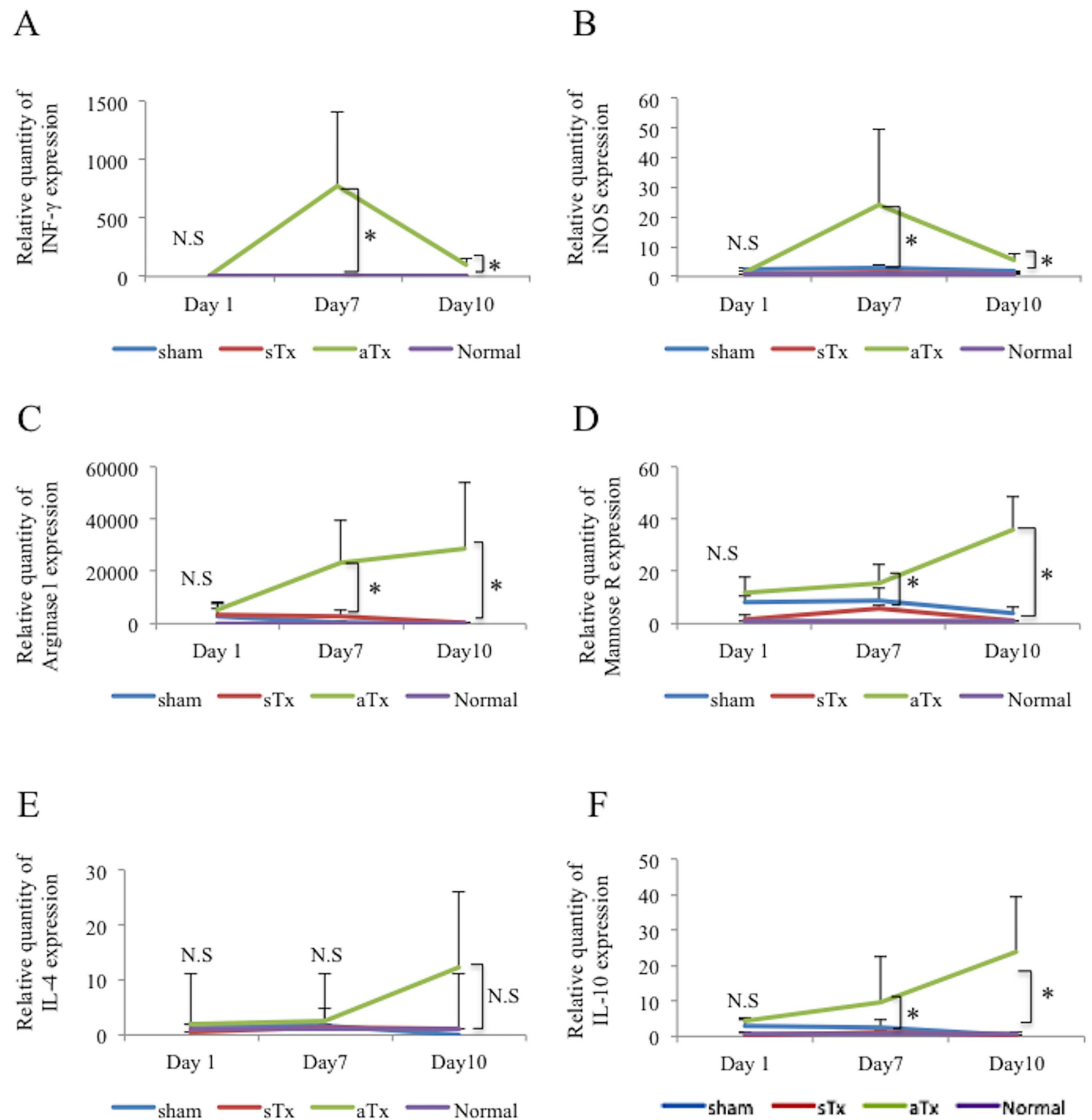 A
Relative quantity of
INF-γ expression
1500
1000
500
0
N.S
*
*
Day 1 Day7 Day10
sham sTx aTx Normal
B
Relative quantity of
iNOS expression
60
50
40
30
20
10
0
N.S
*
*
Day 1 Day7 Day10
sham sTx aTx Normal
C
Relative quantity of
Arginase1 expression
60000
40000
20000
0
N.S
*
*
Day 1 Day7 Day10
sham sTx aTx Normal
D
Relative quantity of
Mannose R expression
60
40
20
0
N.S
*
*
Day 1 Day7 Day10
sham sTx aTx Normal
E
Relative quantity of
IL-4 expression
30
20
10
0
N.S
N.S
N.S
Day 1 Day7 Day10
sham sTx aTx Normal
F
Relative quantity of
IL-10 expression
50
40
30
20
10
0
N.S
*
*
Day 1 Day7 Day10
sham sTx aTx Normal